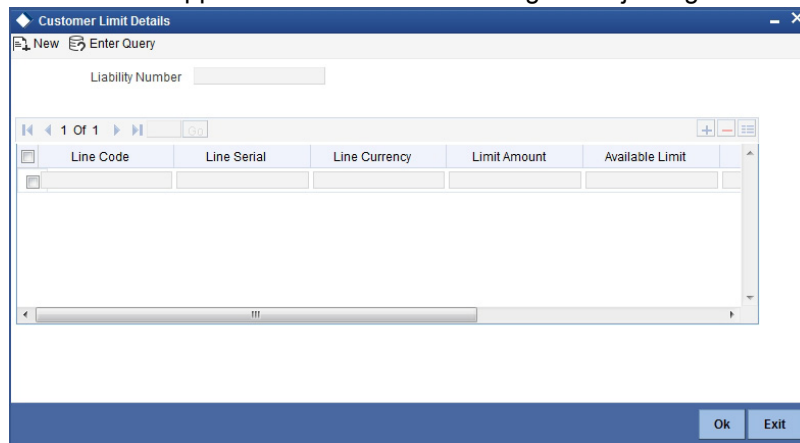 Customer Limit Details
New Enter Query
Liability Number
1 Of 1 Go
Line Code Line Serial Line Currency Limit Amount Available Limit
Ok Exit